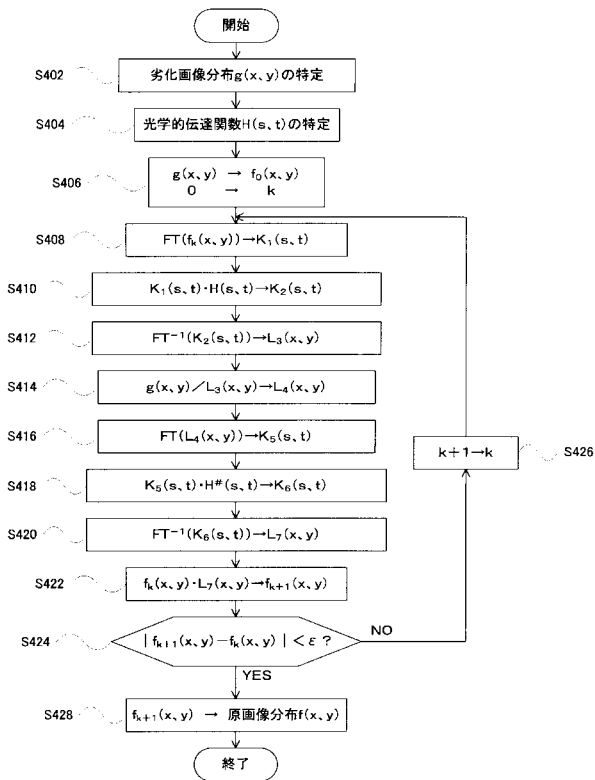 開始
S402
劣化画像分布g(x、y)の特定
S404
光学的伝達関数H(s、t)の特定
S406
g(x、y) → f₀(x、y)
0 → k
S408
FT(fₖ(x、y))→K₁(s、t)
S410
K₁(s、t)・H(s、t)→K₂(s、t)
S412
FT⁻¹(K₂(s、t))→L₃(x、y)
S414
g(x、y)／L₃(x、y)→L₄(x、y)
S416
FT(L₄(x、y))→K₅(s、t)
k+1→k
S426
S418
K₅(s、t)・H#(s、t)→K₆(s、t)
S420
FT⁻¹(K₆(s、t))→L₇(x、y)
S422
fₖ(x、y)・L₇(x、y)→fₖ₊₁(x、y)
S424
｜fₖ₊₁(x、y)−fₖ(x、y)｜＜ε？
NO
YES
S428
fₖ₊₁(x、y) → 原画像分布f(x、y)
終了